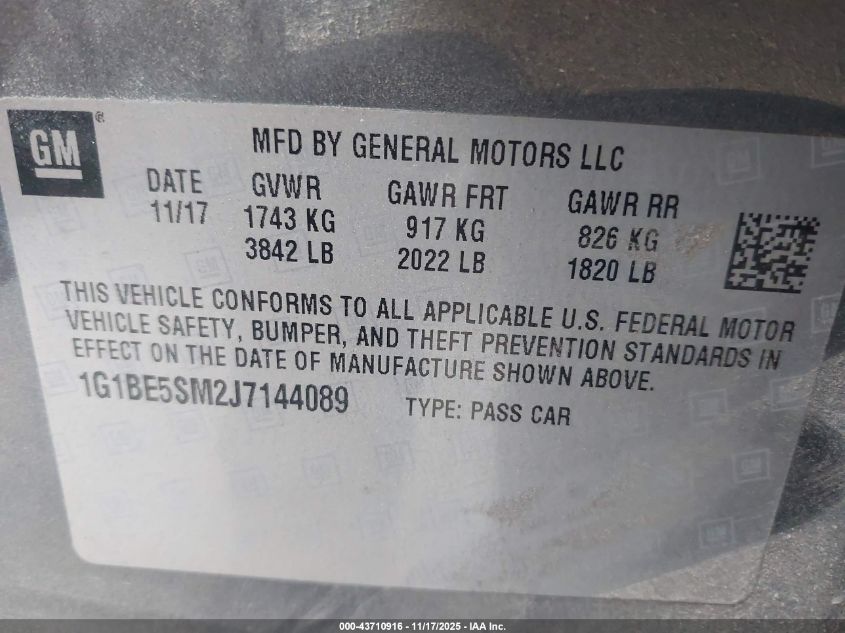 GM®
MFD BY GENERAL MOTORS LLC
DATE GVWR GAWR FRT GAWR RR
11/17 1743 KG 917 KG 826 KG
3842 LB 2022 LB 1820 LB
THIS VEHICLE CONFORMS TO ALL APPLICABLE U.S. FEDERAL MOTOR
VEHICLE SAFETY, BUMPER, AND THEFT PREVENTION STANDARDS IN
EFFECT ON THE DATE OF MANUFACTURE SHOWN ABOVE.
1G1BE5SM2J7144089 TYPE: PASS CAR
000-43710916 - 11/17/2025 - IAA Inc.